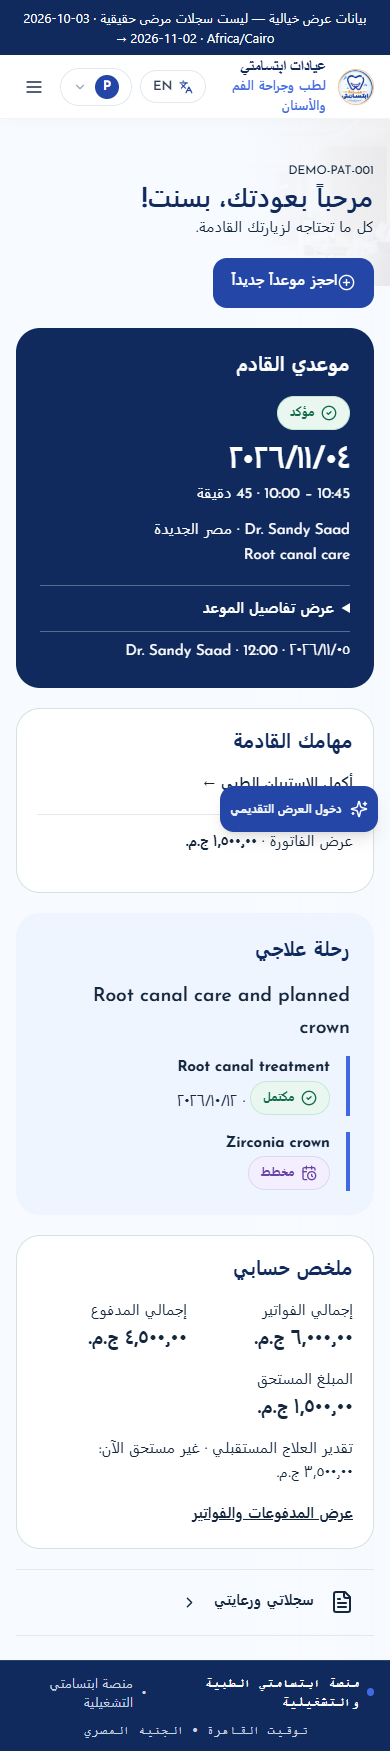 بيانات عرض خيالية — ليست سجلات مرضى حقيقية · 2026-10-03
→ 2026-11-02 · Africa/Cairo
عيادات ابتسامتي
لطب وجراحة الفم
والأسنان
EN
P
DEMO-PAT-001
مرحباً بعودتك، بسنت!
كل ما تحتاجه لزيارتك القادمة.
احجز موعداً جديداً
موعدي القادم
مؤكد
٢٠٢٦/١١/٠٤
10:00 – 10:45 · 45 دقيقة
Dr. Sandy Saad · مصر الجديدة
Root canal care
عرض تفاصيل الموعد
٢٠٢٦/١١/٠٥ · 12:00 · Dr. Sandy Saad
مهامك القادمة
أكمل الاستبيان الطبي ←
دخول العرض التقديمي
عرض الفاتورة · ١٬٥٠٠٫٠٠ ج.م.
رحلة علاجي
Root canal care and planned
crown
Root canal treatment
مكتمل · ٢٠٢٦/١٠/١٢
Zirconia crown
مخطط
ملخص حسابي
إجمالي الفواتير
٦٬٠٠٠٫٠٠ ج.م.
إجمالي المدفوع
٤٬٥٠٠٫٠٠ ج.م.
المبلغ المستحق
١٬٥٠٠٫٠٠ ج.م.
تقدير العلاج المستقبلي · غير مستحق الآن:
٣٬٥٠٠٫٠٠ ج.م.
عرض المدفوعات والفواتير
سجلاتي ورعايتي
منصة ابتسامتي الطبية
والتشغيلية
• منصة ابتسامتي
التشغيلية
توقيت القاهرة • الجنيه المصري